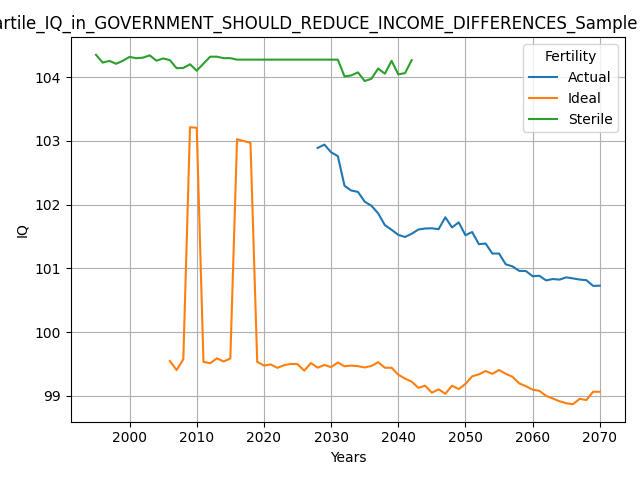 artile_IQ_in_GOVERNMENT_SHOULD_REDUCE_INCOME_DIFFERENCES_Sample
Fertility
Actual
Ideal
Sterile
104
103
102
101
100
99
IQ
2000 2010 2020 2030 2040 2050 2060 2070
Years